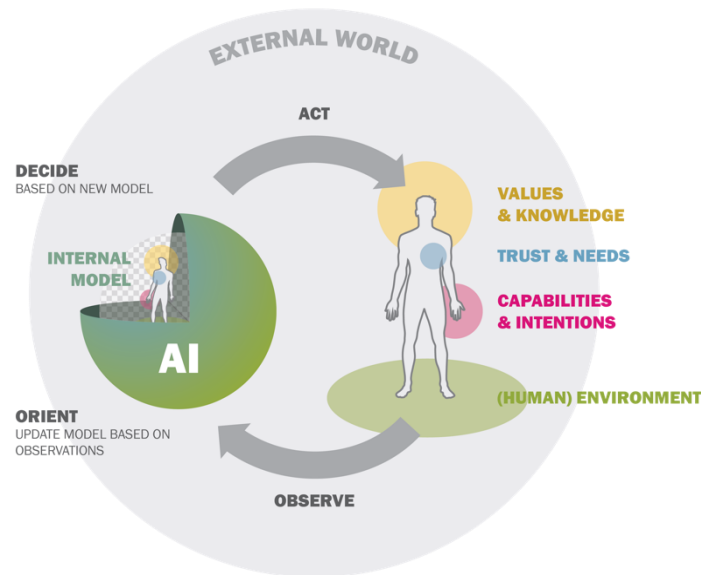 EXTERNAL WORLD
ACT
DECIDE
BASED ON NEW MODEL
VALUES
& KNOWLEDGE
INTERNAL
MODEL
TRUST & NEEDS
CAPABILITIES
& INTENTIONS
AI
(HUMAN) ENVIRONMENT
ORIENT
UPDATE MODEL BASED ON
OBSERVATIONS
OBSERVE